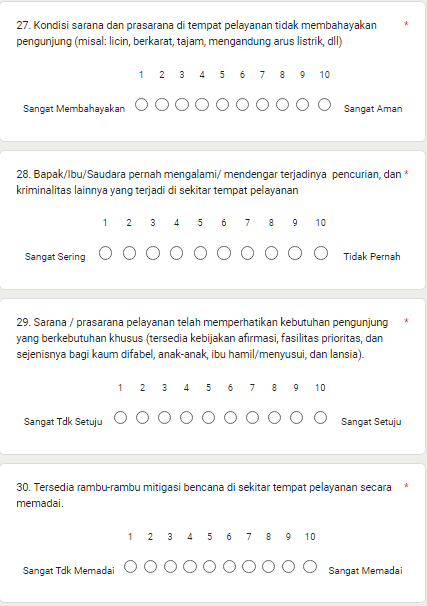 27. Kondisi sarana dan prasarana di tempat pelayanan tidak membahayakan *
pengunjung (misal: licin, berkarat, tajam, mengandung arus listrik, dll)
1 2 3 4 5 6 7 8 9 10
Sangat Membahayakan Sangat Aman
28. Bapak/Ibu/Saudara pernah mengalami/ mendengar terjadinya pencurian, dan *
kriminalitas lainnya yang terjadi di sekitar tempat pelayanan
1 2 3 4 5 6 7 8 9 10
Sangat Sering Tidak Pernah
29. Sarana / prasarana pelayanan telah memperhatikan kebutuhan pengunjung *
yang berkebutuhan khusus (tersedia kebijakan afirmasi, fasilitas prioritas, dan
sejenisnya bagi kaum difabel, anak-anak, ibu hamil/menyusui, dan lansia).
1 2 3 4 5 6 7 8 9 10
Sangat Tdk Setuju Sangat Setuju
30. Tersedia rambu-rambu mitigasi bencana di sekitar tempat pelayanan secara *
memadai.
1 2 3 4 5 6 7 8 9 10
Sangat Tdk Memadai Sangat Memadai